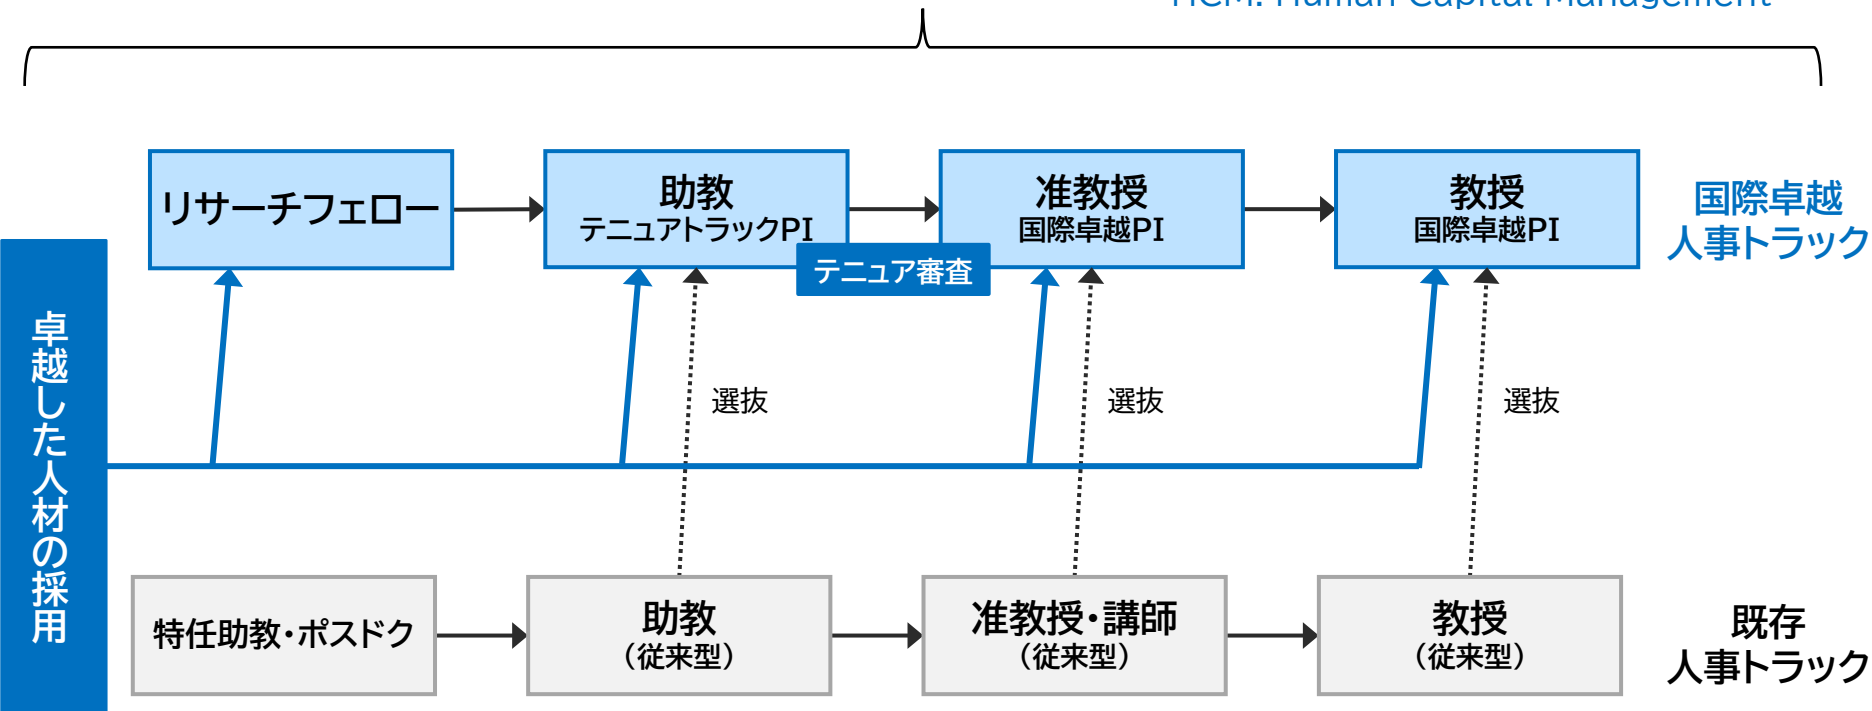 HCM: Human Capital Management
リサーチフェロー
助教
テニュアトラックPI
准教授
国際卓越PI
教授
国際卓越PI
国際卓越
人事トラック
テニュア審査
卓越した人材の採用
選抜
選抜
選抜
特任助教・ポスドク
助教
（従来型）
准教授・講師
（従来型）
教授
（従来型）
既存
人事トラック